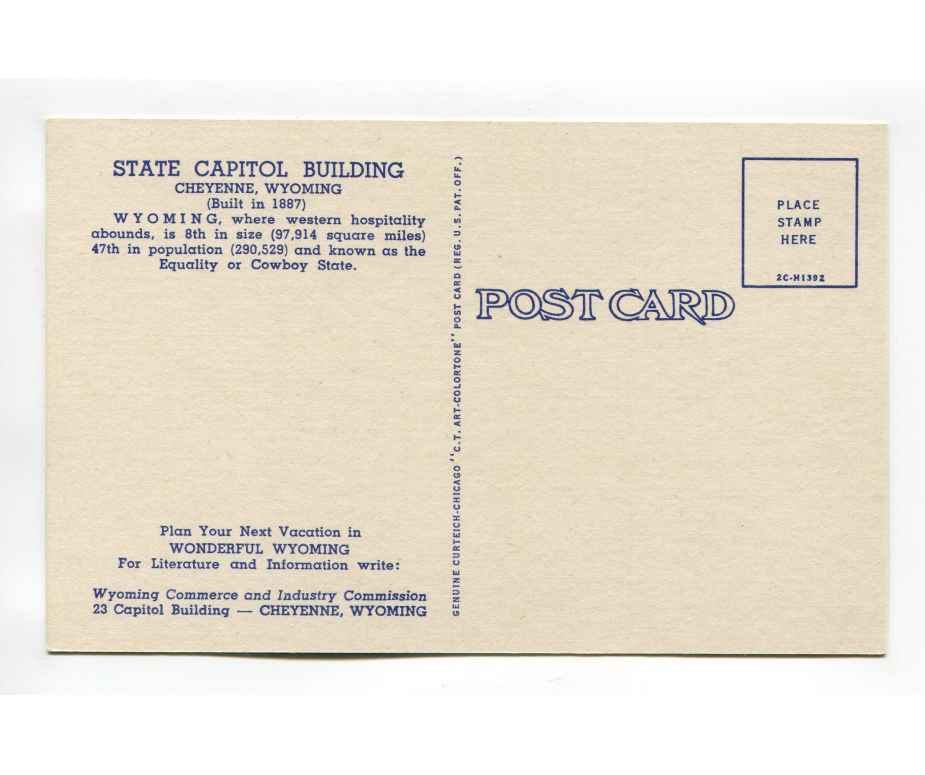 STATE CAPITOL BUILDING
CHEYENNE, WYOMING
(Built in 1887)
WYOMING, where western hospitality
abounds, is 8th in size (97,914 square miles)
47th in population (290,529) and known as the
Equality or Cowboy State.
Plan Your Next Vacation in
WONDERFUL WYOMING
For Literature and Information write:
Wyoming Commerce and Industry Commission
23 Capitol Building — CHEYENNE, WYOMING
GENUINE CURTEICH-CHICAGO "C.T. ART-COLORTONE" POST CARD (REG. U.S. PAT. OFF.)
POST CARD
PLACE
STAMP
HERE
2C-H1392